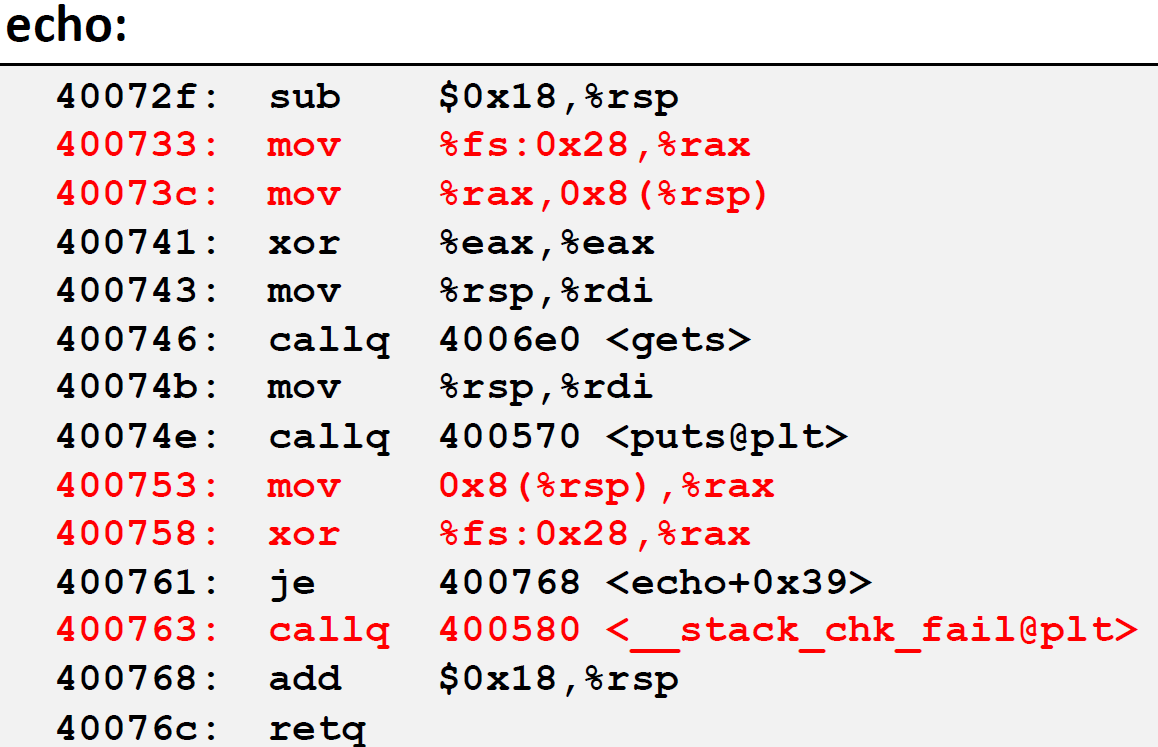 echo:
40072f: sub $0x18,%rsp
400733: mov %fs:0x28,%rax
40073c: mov %rax,0x8(%rsp)
400741: xor %eax,%eax
400743: mov %rsp,%rdi
400746: callq 4006e0 <gets>
40074b: mov %rsp,%rdi
40074e: callq 400570 <puts@plt>
400753: mov 0x8(%rsp),%rax
400758: xor %fs:0x28,%rax
400761: je 400768 <echo+0x39>
400763: callq 400580 <__stack_chk_fail@plt>
400768: add $0x18,%rsp
40076c: retq